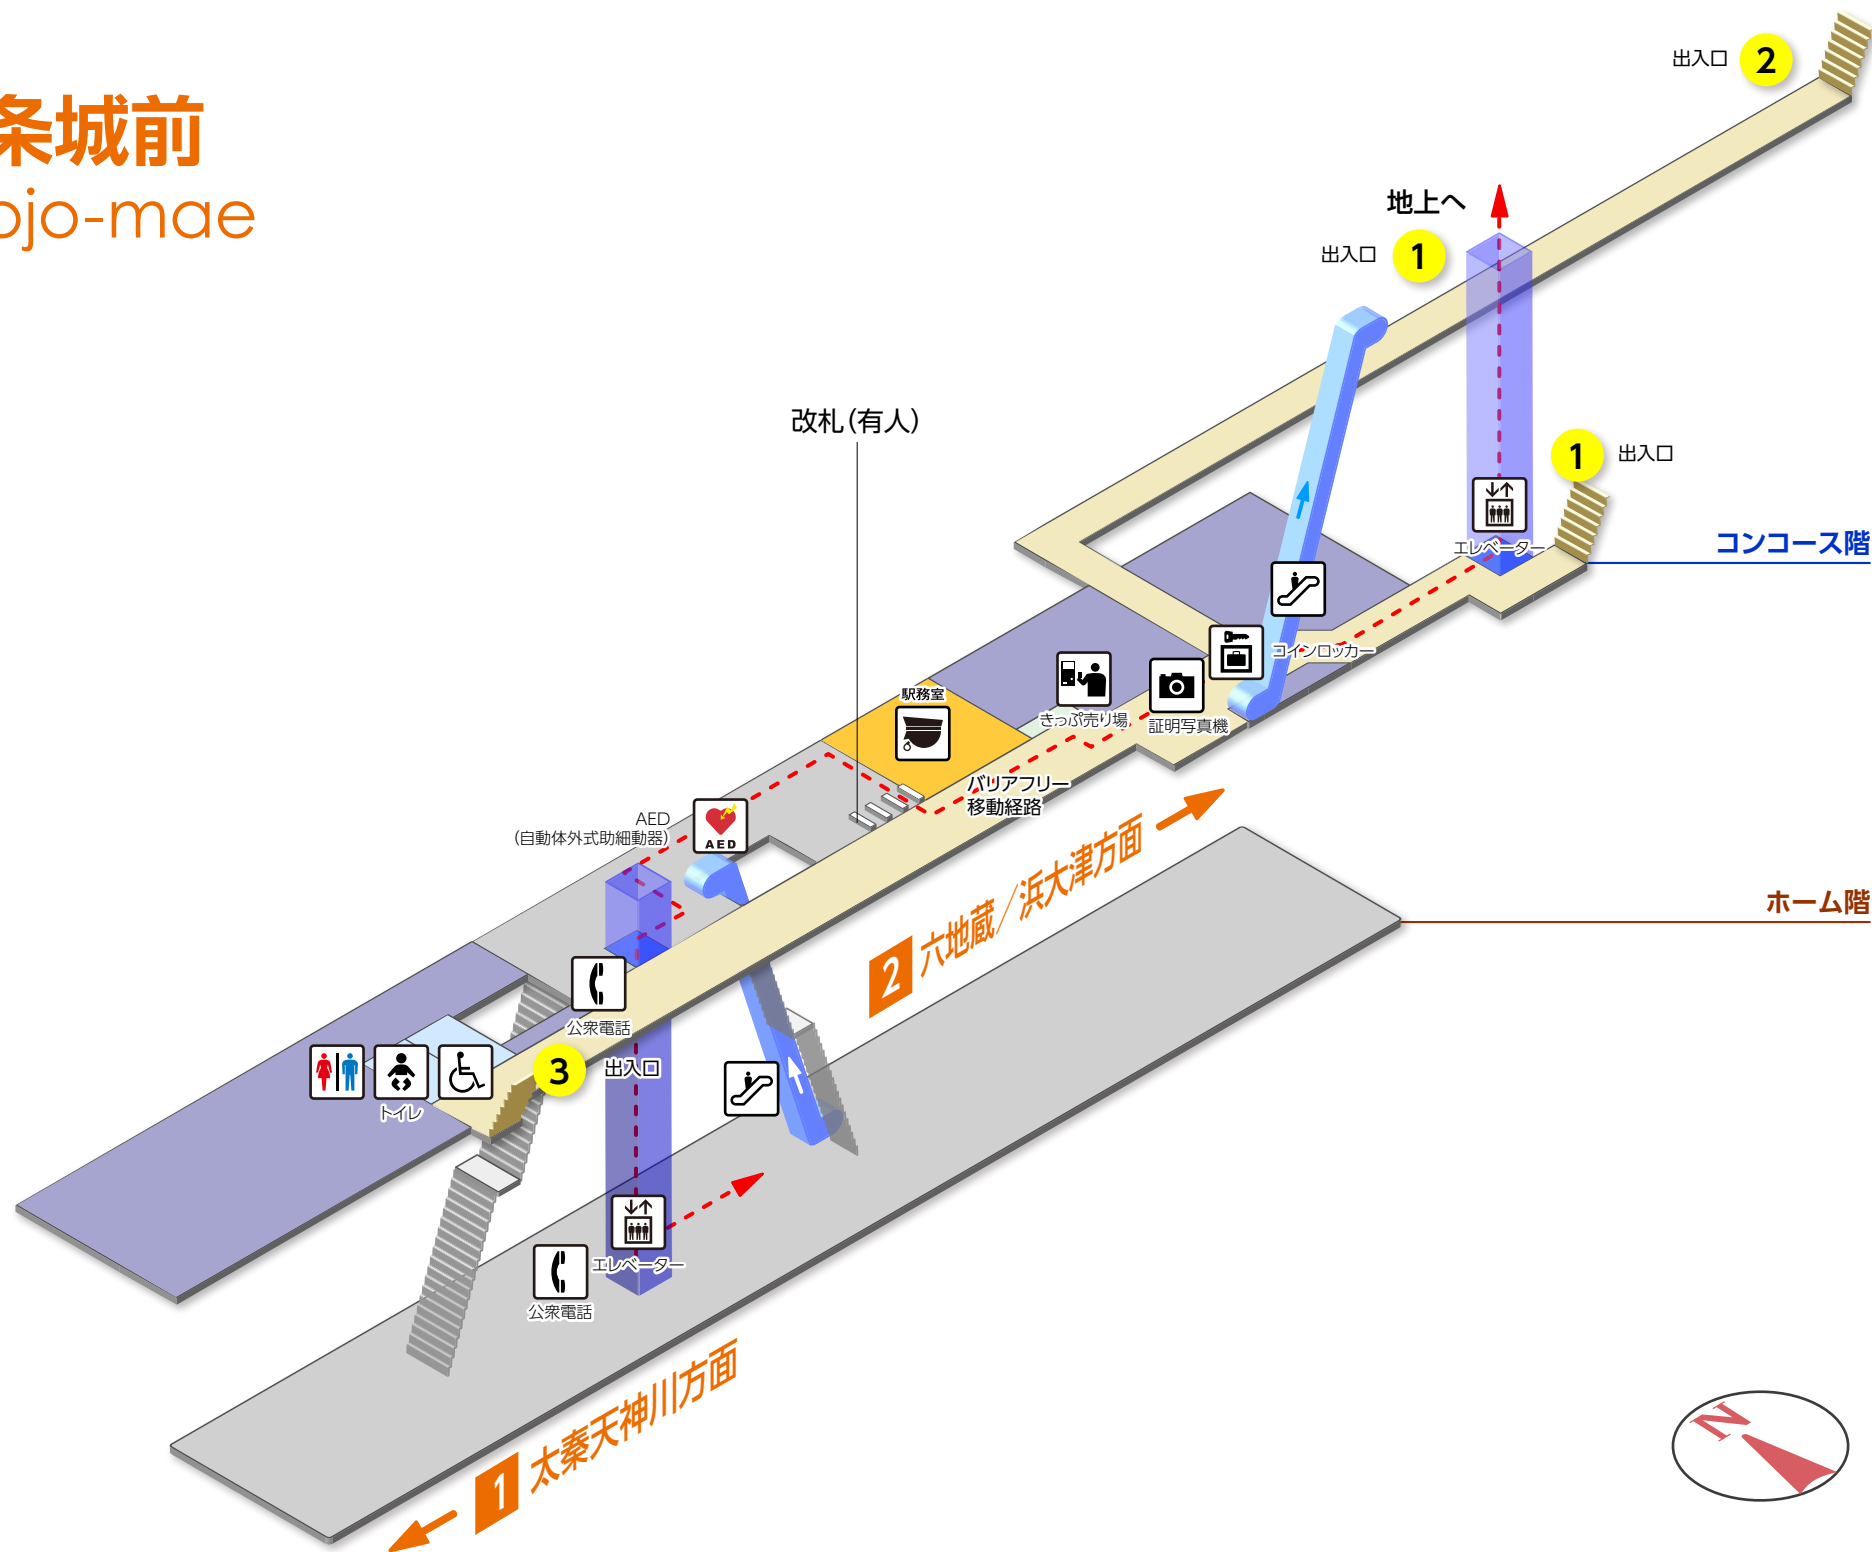 条城前
ojo-mae
出入口 2
地上へ
出入口 1
改札(有人)
1 出入口
コンコース階
エレベーター
コインロッカー
駅務室
きっぷ売り場
証明写真機
バリアフリー
移動経路
AED
(自動体外式助細動器)
AED
2 六地蔵/浜大津方面
ホーム階
公衆電話
3 出入口
トイレ
エレベーター
公衆電話
1 太秦天神川方面
N